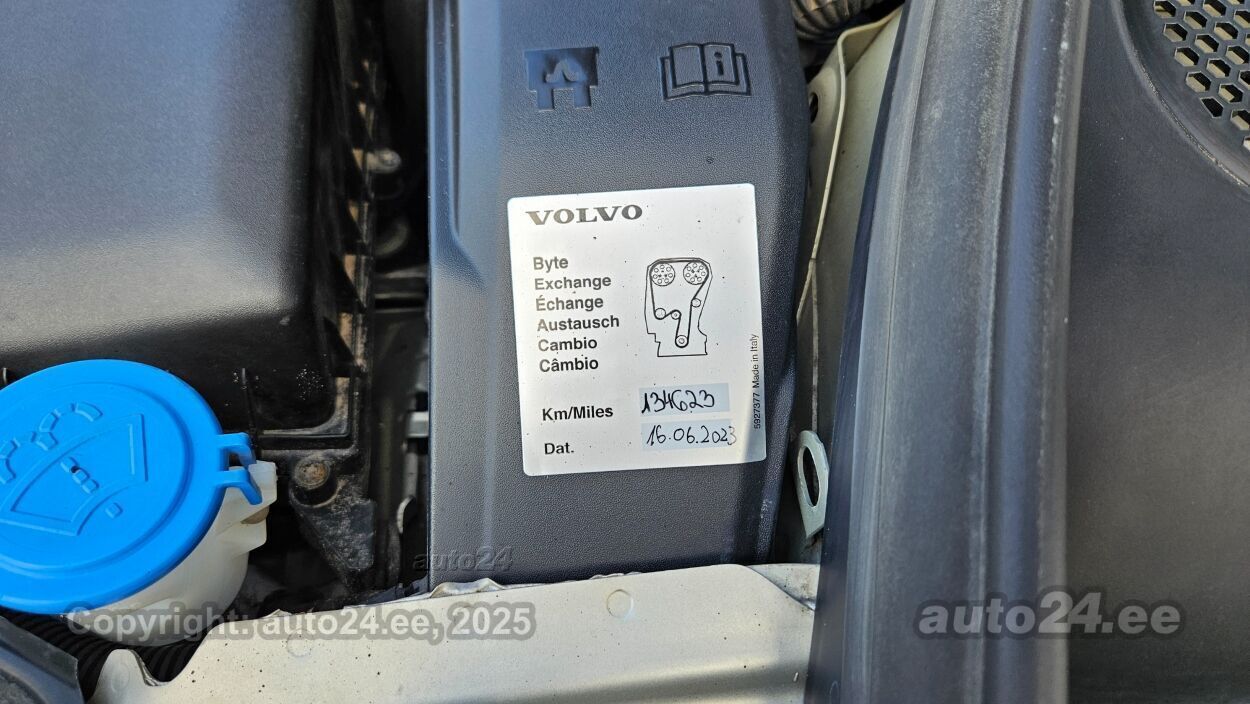 VOLVO
Byte
Exchange
Échange
Austausch
Cambio
Câmbio
Km/Miles 134623
Dat. 16.06.2023
5927377 Made in Italy
auto24
Copyright: auto24.ee, 2025
auto24.ee